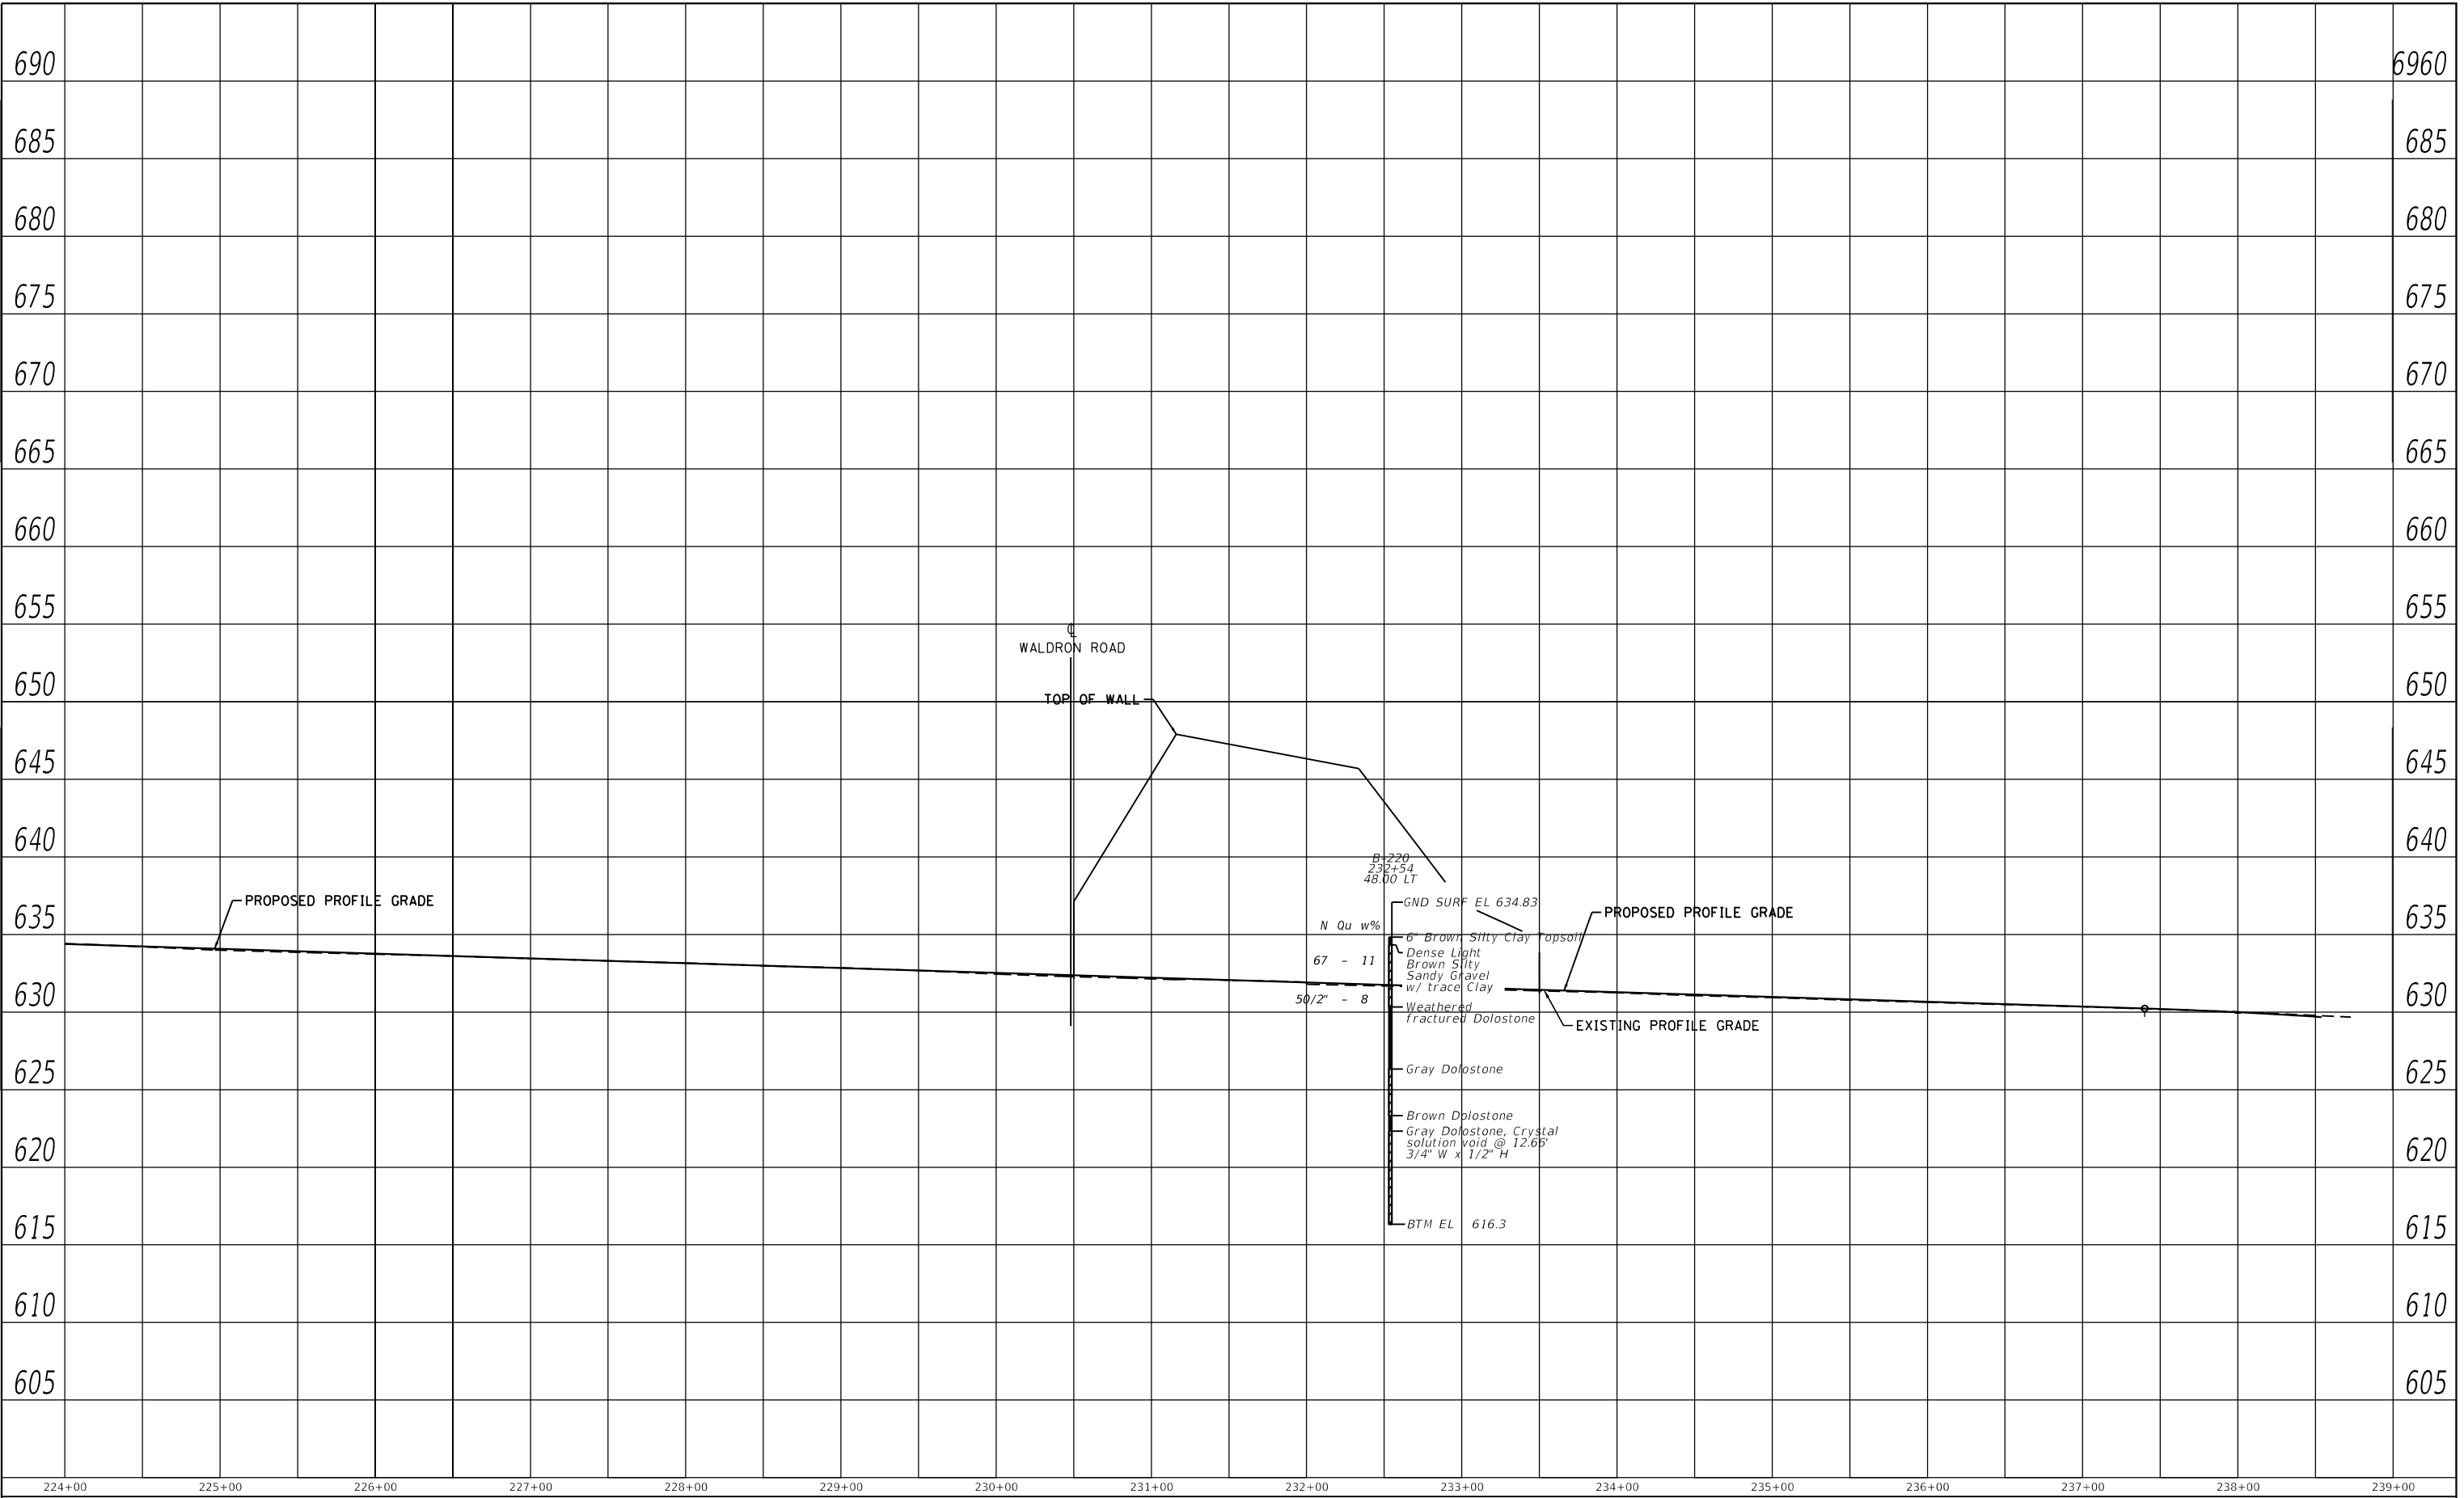 690 6960
685 685
680 680
675 675
670 670
665 665
660 660
655 655
℄
WALDRON ROAD
650 650
TOP OF WALL
645 645
640 640
B-220
232+54
48.00 LT
PROPOSED PROFILE GRADE
GND SURF EL 634.83
PROPOSED PROFILE GRADE
635 635
N Qu w%
6" Brown Silty Clay Topsoil
Dense Light
67 - 11
Brown Silty
Sandy Gravel
w/ trace Clay
630 630
50/2" - 8
Weathered
fractured Dolostone
EXISTING PROFILE GRADE
625 625
Gray Dolostone
Brown Dolostone
Gray Dolostone, Crystal
solution void @ 12.66'
3/4" W x 1/2" H
620 620
BTM EL 616.3
615 615
610 610
605 605
224+00 225+00 226+00 227+00 228+00 229+00 230+00 231+00 232+00 233+00 234+00 235+00 236+00 237+00 238+00 239+00